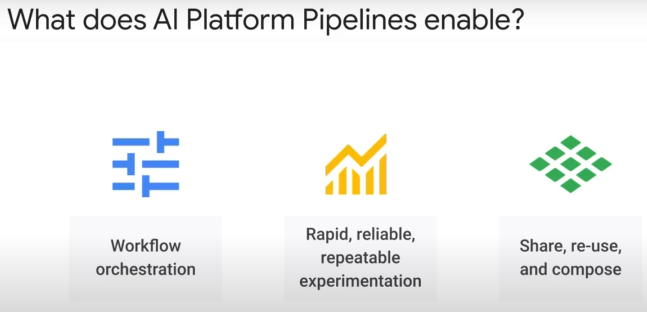 What does AI Platform Pipelines enable?
Workflow
orchestration
Rapid, reliable,
repeatable
experimentation
Share, re-use,
and compose